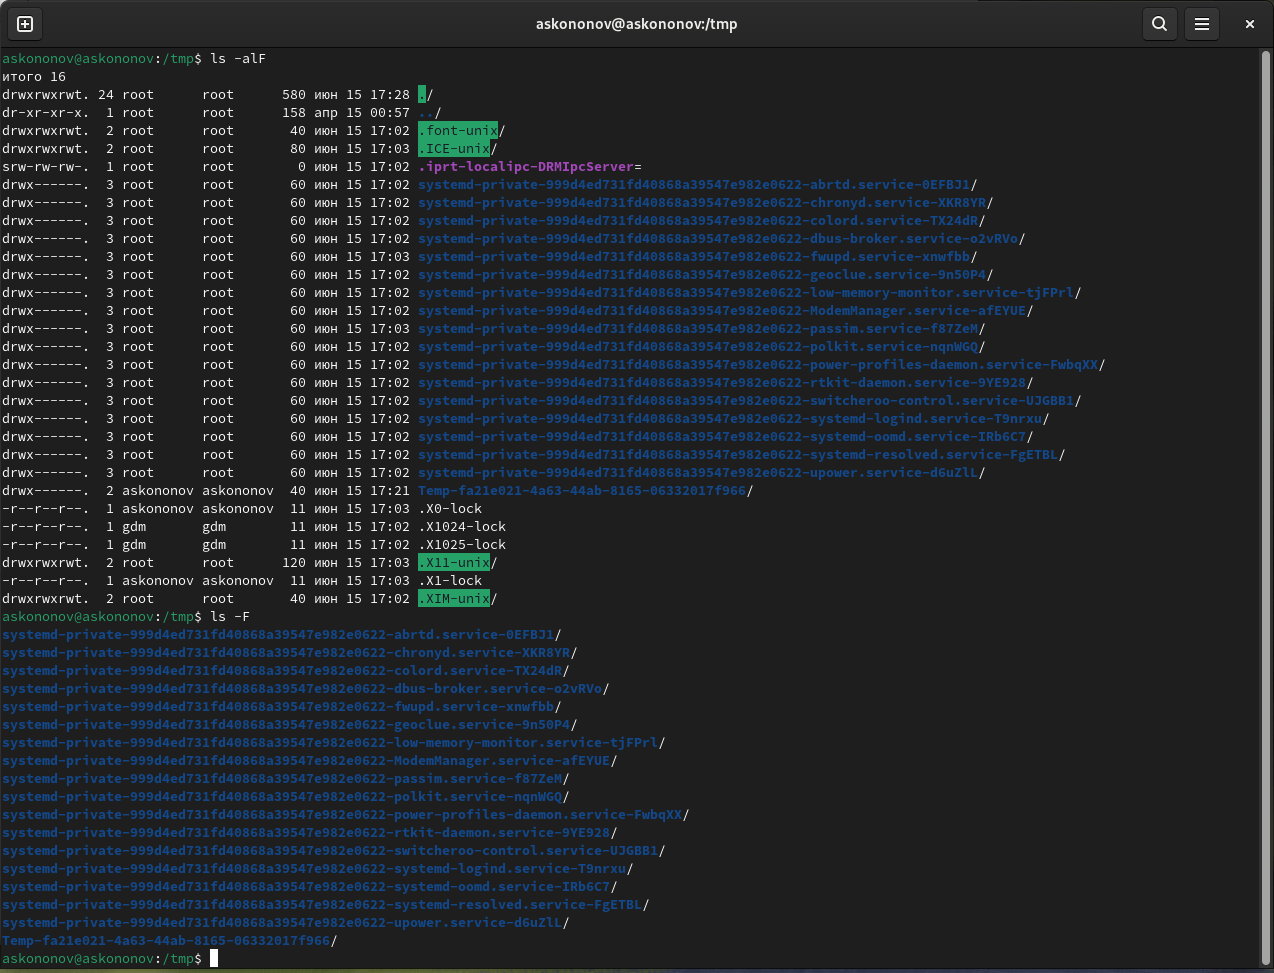 askononov@askononov:/tmp
askononov@askononov:/tmp$ ls -alF
итого 16
drwxrwxrwt. 24 root      root      580 июн 15 17:28 ./
dr-xr-xr-x.  1 root      root      158 апр 15 00:57 ../
drwxrwxrwt.  2 root      root       40 июн 15 17:02 .font-unix/
drwxrwxrwt.  2 root      root       80 июн 15 17:03 .ICE-unix/
srw-rw-rw-.  1 root      root        0 июн 15 17:02 .iprt-localipc-DRMIpcServer=
drwx------.  3 root      root       60 июн 15 17:02 systemd-private-999d4ed731fd40868a39547e982e0622-abrtd.service-0EFBJ1/
drwx------.  3 root      root       60 июн 15 17:02 systemd-private-999d4ed731fd40868a39547e982e0622-chronyd.service-XKR8YR/
drwx------.  3 root      root       60 июн 15 17:02 systemd-private-999d4ed731fd40868a39547e982e0622-colord.service-TX24dR/
drwx------.  3 root      root       60 июн 15 17:02 systemd-private-999d4ed731fd40868a39547e982e0622-dbus-broker.service-o2vRVo/
drwx------.  3 root      root       60 июн 15 17:03 systemd-private-999d4ed731fd40868a39547e982e0622-fwupd.service-xnwfbb/
drwx------.  3 root      root       60 июн 15 17:02 systemd-private-999d4ed731fd40868a39547e982e0622-geoclue.service-9n50P4/
drwx------.  3 root      root       60 июн 15 17:02 systemd-private-999d4ed731fd40868a39547e982e0622-low-memory-monitor.service-tjFPrl/
drwx------.  3 root      root       60 июн 15 17:02 systemd-private-999d4ed731fd40868a39547e982e0622-ModemManager.service-afEYUE/
drwx------.  3 root      root       60 июн 15 17:03 systemd-private-999d4ed731fd40868a39547e982e0622-passim.service-f87ZeM/
drwx------.  3 root      root       60 июн 15 17:02 systemd-private-999d4ed731fd40868a39547e982e0622-polkit.service-nqnWGQ/
drwx------.  3 root      root       60 июн 15 17:02 systemd-private-999d4ed731fd40868a39547e982e0622-power-profiles-daemon.service-FwbqXX/
drwx------.  3 root      root       60 июн 15 17:02 systemd-private-999d4ed731fd40868a39547e982e0622-rtkit-daemon.service-9YE928/
drwx------.  3 root      root       60 июн 15 17:02 systemd-private-999d4ed731fd40868a39547e982e0622-switcheroo-control.service-UJGBB1/
drwx------.  3 root      root       60 июн 15 17:02 systemd-private-999d4ed731fd40868a39547e982e0622-systemd-logind.service-T9nrxu/
drwx------.  3 root      root       60 июн 15 17:02 systemd-private-999d4ed731fd40868a39547e982e0622-systemd-oomd.service-IRb6C7/
drwx------.  3 root      root       60 июн 15 17:02 systemd-private-999d4ed731fd40868a39547e982e0622-systemd-resolved.service-FgETBL/
drwx------.  3 root      root       60 июн 15 17:02 systemd-private-999d4ed731fd40868a39547e982e0622-upower.service-d6uZlL/
drwx------.  2 askononov askononov  40 июн 15 17:21 Temp-fa21e021-4a63-44ab-8165-06332017f966/
-r--r--r--.  1 askononov askononov  11 июн 15 17:03 .X0-lock
-r--r--r--.  1 gdm       gdm        11 июн 15 17:02 .X1024-lock
-r--r--r--.  1 gdm       gdm        11 июн 15 17:02 .X1025-lock
drwxrwxrwt.  2 root      root      120 июн 15 17:03 .X11-unix/
-r--r--r--.  1 askononov askononov  11 июн 15 17:03 .X1-lock
drwxrwxrwt.  2 root      root       40 июн 15 17:02 .XIM-unix/
askononov@askononov:/tmp$ ls -F
systemd-private-999d4ed731fd40868a39547e982e0622-abrtd.service-0EFBJ1/
systemd-private-999d4ed731fd40868a39547e982e0622-chronyd.service-XKR8YR/
systemd-private-999d4ed731fd40868a39547e982e0622-colord.service-TX24dR/
systemd-private-999d4ed731fd40868a39547e982e0622-dbus-broker.service-o2vRVo/
systemd-private-999d4ed731fd40868a39547e982e0622-fwupd.service-xnwfbb/
systemd-private-999d4ed731fd40868a39547e982e0622-geoclue.service-9n50P4/
systemd-private-999d4ed731fd40868a39547e982e0622-low-memory-monitor.service-tjFPrl/
systemd-private-999d4ed731fd40868a39547e982e0622-ModemManager.service-afEYUE/
systemd-private-999d4ed731fd40868a39547e982e0622-passim.service-f87ZeM/
systemd-private-999d4ed731fd40868a39547e982e0622-polkit.service-nqnWGQ/
systemd-private-999d4ed731fd40868a39547e982e0622-power-profiles-daemon.service-FwbqXX/
systemd-private-999d4ed731fd40868a39547e982e0622-rtkit-daemon.service-9YE928/
systemd-private-999d4ed731fd40868a39547e982e0622-switcheroo-control.service-UJGBB1/
systemd-private-999d4ed731fd40868a39547e982e0622-systemd-logind.service-T9nrxu/
systemd-private-999d4ed731fd40868a39547e982e0622-systemd-oomd.service-IRb6C7/
systemd-private-999d4ed731fd40868a39547e982e0622-systemd-resolved.service-FgETBL/
systemd-private-999d4ed731fd40868a39547e982e0622-upower.service-d6uZlL/
Temp-fa21e021-4a63-44ab-8165-06332017f966/
askononov@askononov:/tmp$